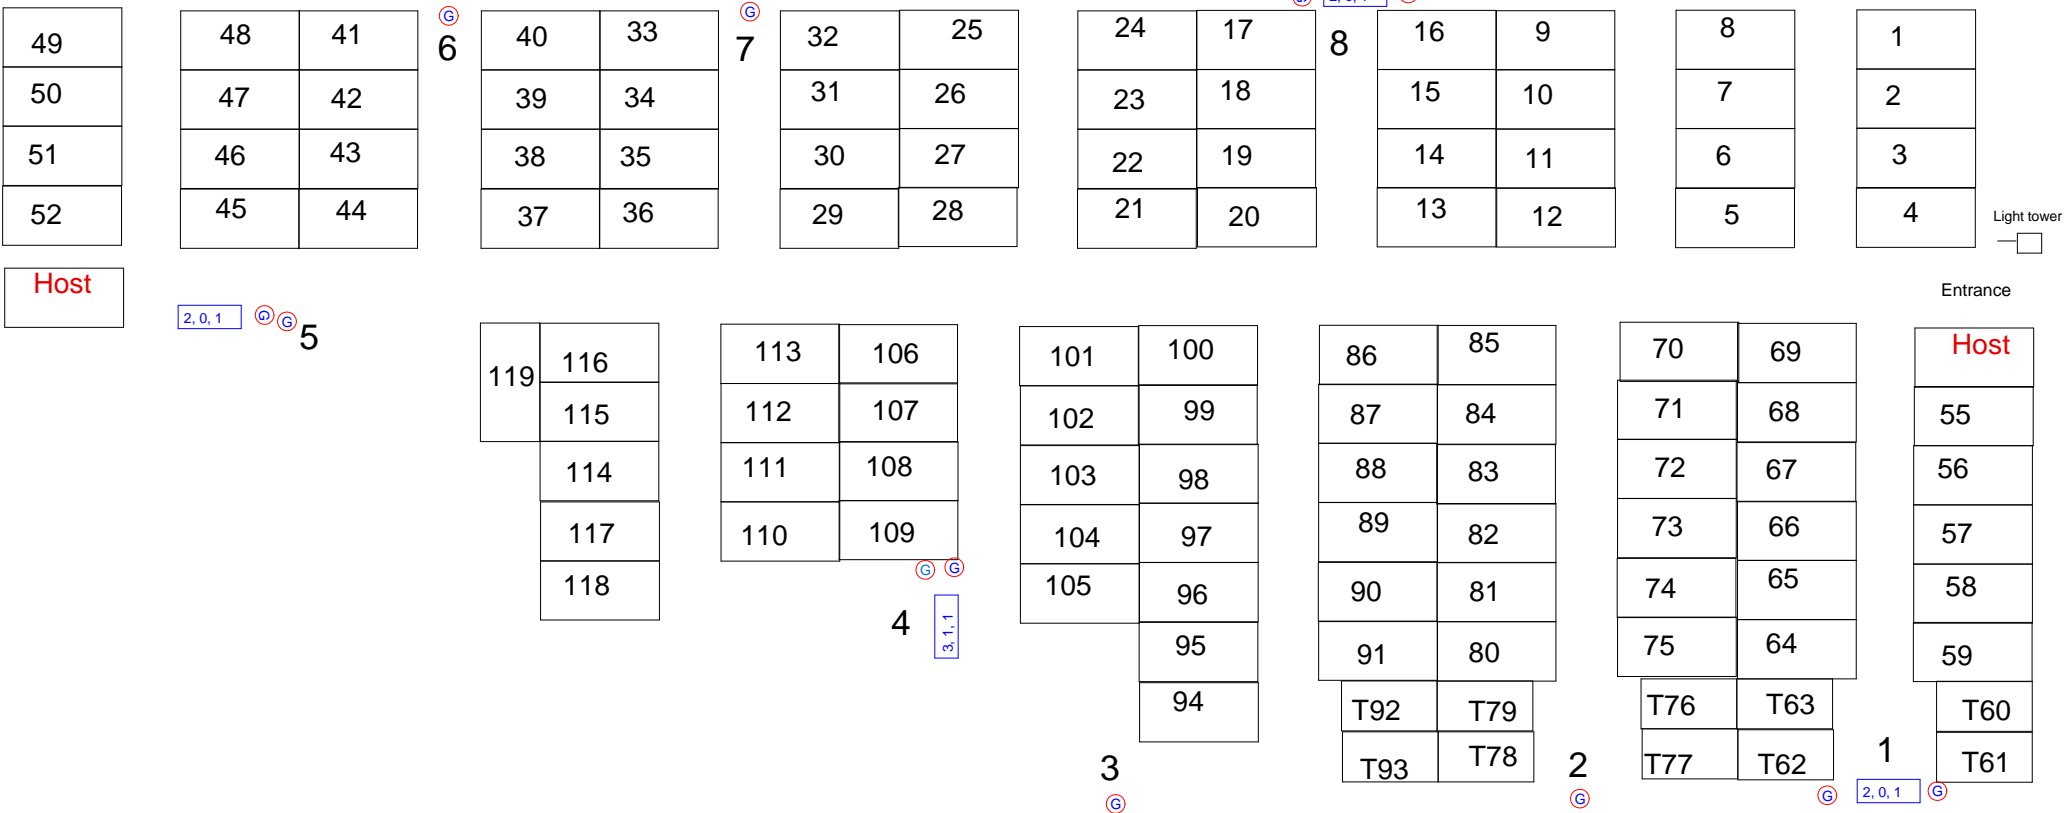 G G 2, 0, 1
49 48 41 6 40 33 7 32 25 24 17 8 16 9 8 1
50 47 42 39 34 31 26 23 18 15 10 7 2
51 46 43 38 35 30 27 22 19 14 11 6 3
52 45 44 37 36 29 28 21 20 13 12 5 4 Light tower
Host Entrance
2, 0, 1 G G 5
119 116 113 106 101 100 86 85 70 69 Host
115 112 107 102 99 87 84 71 68 55
114 111 108 103 98 88 83 72 67 56
117 110 109 104 97 89 82 73 66 57
G G
118 105 96 90 81 74 65 58
4 3, 1, 1
95 91 80 75 64 59
94 T92 T79 T76 T63 T60
3 T93 T78 2 T77 T62 1 T61
G G G 2, 0, 1 G